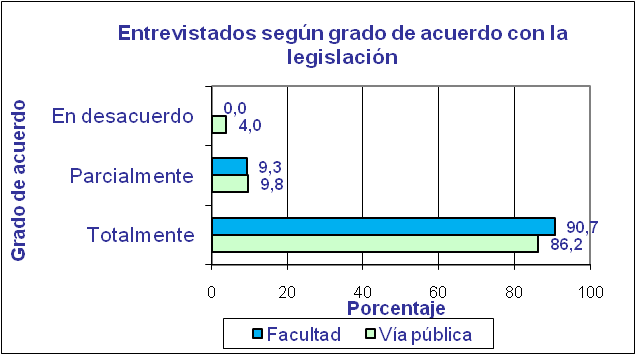 Entrevistados según grado de acuerdo con la
legislación
Grado de acuerdo
En desacuerdo
0,0
4,0
Parcialmente
9,3
9,8
Totalmente
90,7
86,2
0 20 40 60 80 100
Porcentaje
Facultad Vía pública